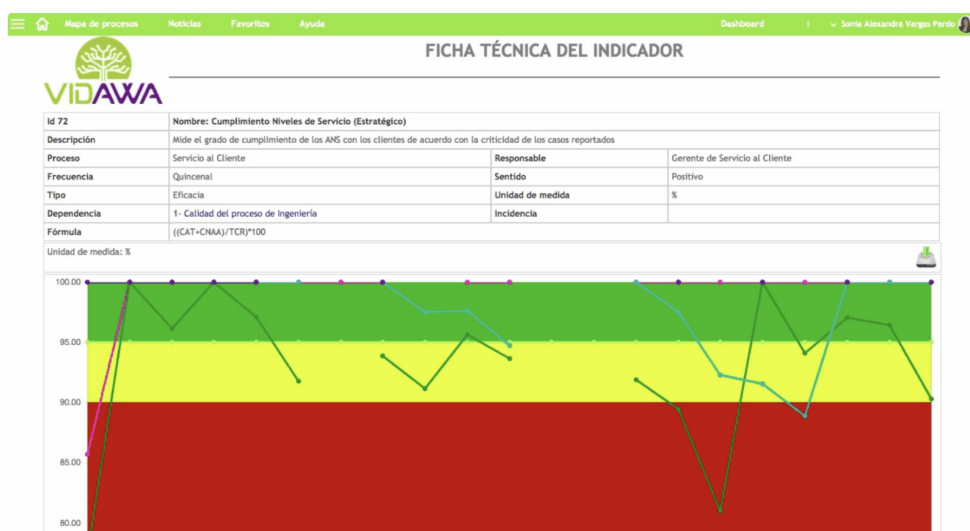 Mapa de procesos Noticias Favoritos Ayuda Dashboard Sonia Alexandra Vargas Pardo
VIDAWA
FICHA TÉCNICA DEL INDICADOR
Id 72 Nombre: Cumplimiento Niveles de Servicio (Estratégico)
Descripción Mide el grado de cumplimiento de los ANS con los clientes de acuerdo con la criticidad de los casos reportados
Proceso Servicio al Cliente Responsable Gerente de Servicio al Cliente
Frecuencia Quincenal Sentido Positivo
Tipo Eficacia Unidad de medida %
Dependencia 1- Calidad del proceso de Ingeniería Incidencia
Fórmula ((CAT+CNAA)/TCR)*100
Unidad de medida: %
100.00
95.00
90.00
85.00
80.00